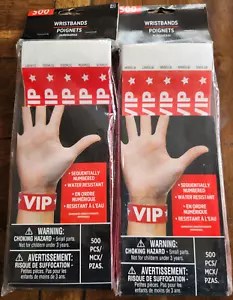 500
WRISTBANDS
POIGNETS
VIP
VIP
VIP
• SEQUENTIALLY
NUMBERED
• WATER RESISTANT
• EN ORDRE
NUMÉRIQUE
• RÉSISTANT À L'EAU
VIP
WARNING:
CHOKING HAZARD - Small parts.
Not for children under 3 years.
AVERTISSEMENT:
RISQUE DE SUFFOCATION -
Petites pièces. Pas pour les
enfants de moins de 3 ans.
500
PCS/
MCX/
PZAS.
500
WRISTBANDS
POIGNETS
VIP
VIP
VIP
• SEQUENTIALLY
NUMBERED
• WATER RESISTANT
• EN ORDRE
NUMÉRIQUE
• RÉSISTANT À L'EAU
VIP
WARNING:
CHOKING HAZARD - Small parts.
Not for children under 3 years.
AVERTISSEMENT:
RISQUE DE SUFFOCATION -
Petites pièces. Pas pour les
enfants de moins de 3 ans.
500
PCS/
MCX/
PZAS.